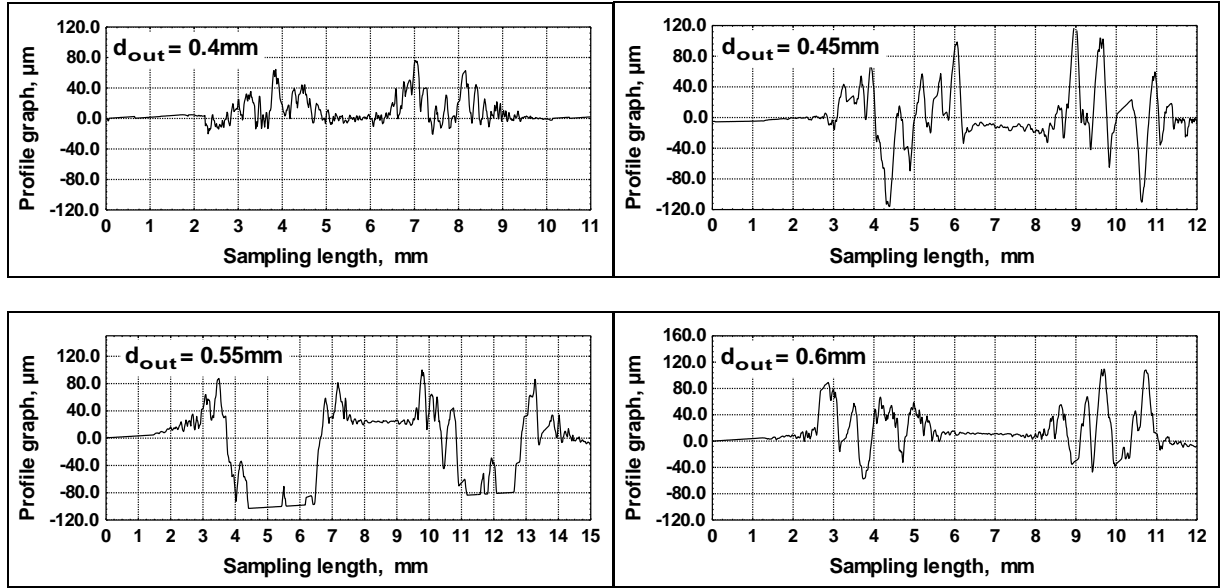 Profile graph, µm
120.0
80.0
40.0
0.0
-40.0
-80.0
-120.0
d out = 0.4mm
0 1 2 3 4 5 6 7 8 9 10 11
Sampling length, mm
Profile graph, µm
120.0
80.0
40.0
0.0
-40.0
-80.0
-120.0
d out = 0.45mm
0 1 2 3 4 5 6 7 8 9 10 11 12
Sampling length, mm
Profile graph, µm
120.0
80.0
40.0
0.0
-40.0
-80.0
-120.0
d out = 0.55mm
0 1 2 3 4 5 6 7 8 9 10 11 12 13 14 15
Sampling length, mm
Profile graph, µm
160.0
120.0
80.0
40.0
0.0
-40.0
-80.0
-120.0
d out = 0.6mm
0 1 2 3 4 5 6 7 8 9 10 11 12
Sampling length, mm